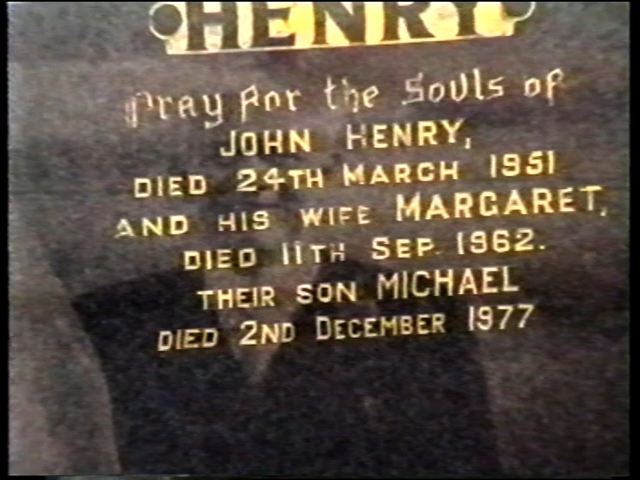 HENRY
Pray for the Souls of
JOHN HENRY,
DIED 24TH MARCH 1951
AND HIS WIFE MARGARET,
DIED 11TH SEP. 1962.
THEIR SON MICHAEL
DIED 2ND DECEMBER 1977